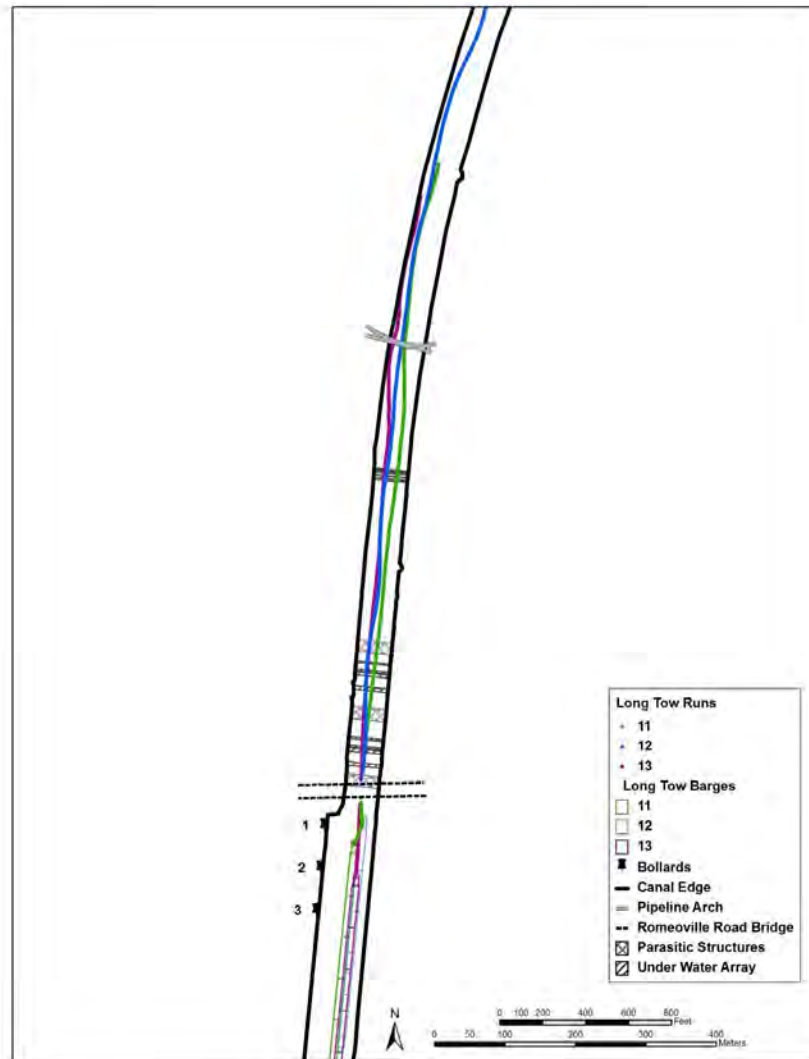 1
2
3
Long Tow Runs
11
12
13
Long Tow Barges
11
12
13
Bollards
Canal Edge
Pipeline Arch
Romeoville Road Bridge
Parasitic Structures
Under Water Array
N
0 100 200 400 600 800
Feet
0 50 100 200 300 400
Meters